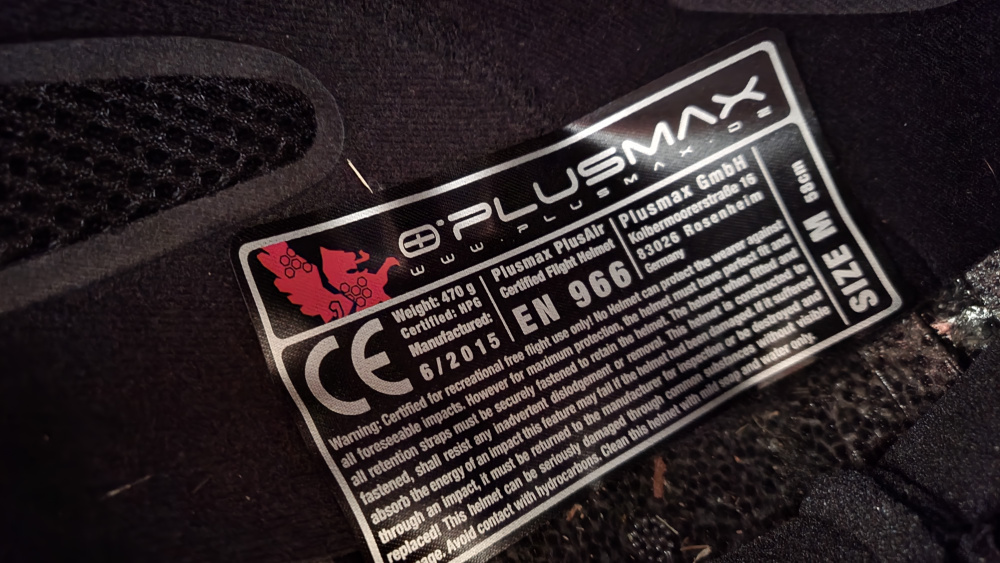 PLUSMAX
WWW.PLUSMAX.DE
Weight: 470 g
Certified: HPG
Manufactured:
6/2015
CE
Plusmax PlusAir
Certified Flight Helmet
EN 966
Plusmax GmbH
Kolbermoorerstraße 16
83026 Rosenheim
Germany
SIZE M 58cm
Warning: Certified for recreational free flight use only! No Helmet can protect the wearer against
all foreseeable impacts. However for maximum protection, the helmet must have project fit and
all retention straps must be securely fastened to retain the helmet. The helmet, when fitted and
fastened, shall resist any inadvertent dislodgement or removal. This helmet is constructed to
absorb the energy of an impact this feature may fail if the helmet had been damaged. If it suffered
through an impact, it must be returned to the manufacturer for inspection or be destroyed and
replaced! This helmet can be seriously damaged through common substances without visible
age. Avoid contact with hydrocarbons. Clean this helmet with mild soap and water only.